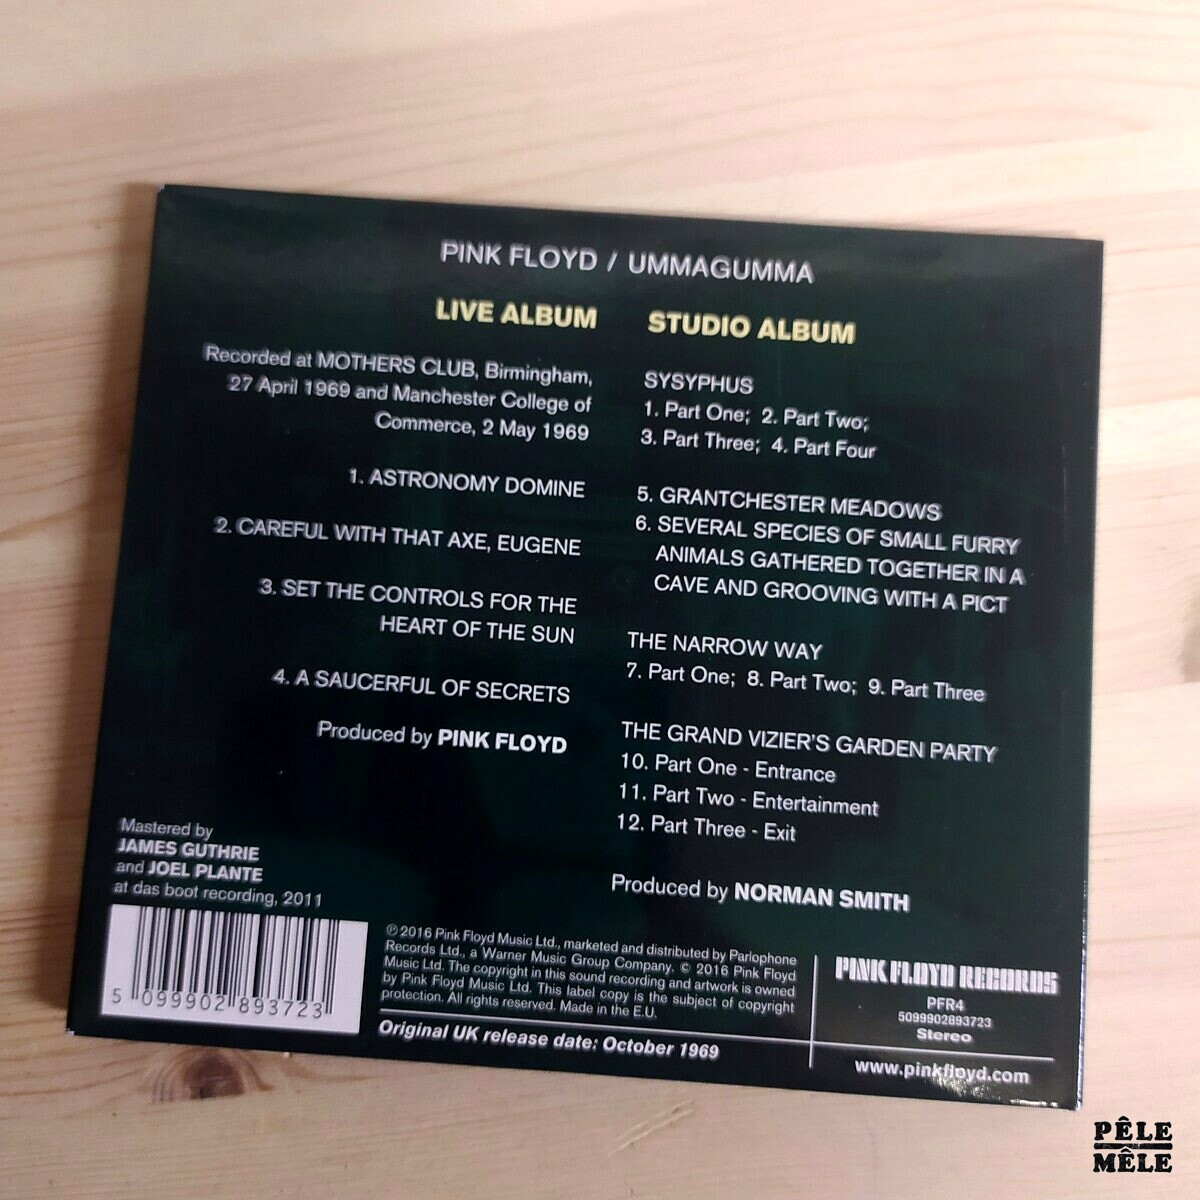 PINK FLOYD / UMMAGUMMA
LIVE ALBUM
Recorded at MOTHERS CLUB, Birmingham,
27 April 1969 and Manchester College of
Commerce, 2 May 1969
1. ASTRONOMY DOMINE
2. CAREFUL WITH THAT AXE, EUGENE
3. SET THE CONTROLS FOR THE
HEART OF THE SUN
4. A SAUCERFUL OF SECRETS
Produced by PINK FLOYD
STUDIO ALBUM
SYSYPHUS
1. Part One; 2. Part Two;
3. Part Three; 4. Part Four
5. GRANTCHESTER MEADOWS
6. SEVERAL SPECIES OF SMALL FURRY
ANIMALS GATHERED TOGETHER IN A
CAVE AND GROOVING WITH A PICT
THE NARROW WAY
7. Part One; 8. Part Two; 9. Part Three
THE GRAND VIZIER'S GARDEN PARTY
10. Part One - Entrance
11. Part Two - Entertainment
12. Part Three - Exit
Produced by NORMAN SMITH
Mastered by
JAMES GUTHRIE
and JOEL PLANTE
at das boot recording, 2011
5 099902 893723
℗ 2016 Pink Floyd Music Ltd., marketed and distributed by Parlophone
Records Ltd., a Warner Music Group Company. © 2016 Pink Floyd
Music Ltd. The copyright in this sound recording and artwork is owned
by Pink Floyd Music Ltd. This label copy is the subject of copyright
protection. All rights reserved. Made in the E.U.
Original UK release date: October 1969
PINK FLOYD RECORDS
PFR4
5099902893723
Stereo
www.pinkfloyd.com
PÊLE
MÊLE